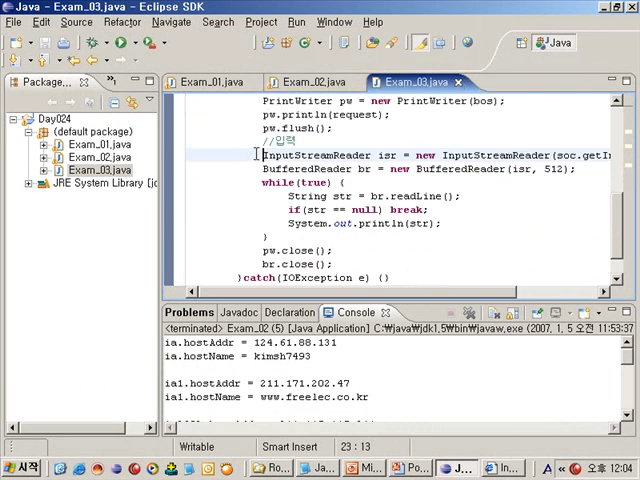 Java - Exam_03.java - Eclipse SDK
File Edit Source Refactor Navigate Search Project Run Window Help
Java
Package...
Exam_01.java Exam_02.java Exam_03.java
Day024
(default package)
Exam_01.java
Exam_02.java
Exam_03.java
JRE System Library [java
PrintWriter pw = new PrintWriter(bos);
pw.println(request);
pw.flush();
//입력
InputStreamReader isr = new InputStreamReader(soc.getI
BufferedReader br = new BufferedReader(isr, 512);
while(true) {
String str = br.readLine();
if(str == null) break;
System.out.println(str);
}
pw.close();
br.close();
}catch(IOException e) {}
Problems Javadoc Declaration Console
<terminated> Exam_02 (5) [Java Application] C:\java\jdk1.5\bin\javaw.exe (2007. 1. 5 오전 11:53:37
ia.hostAddr = 124.61.88.131
ia.hostName = kimsh7493
ia1.hostAddr = 211.171.202.47
ia1.hostName = www.freelec.co.kr
Writable Smart Insert 23 : 13
시작 Ro... Ja... Mi... Po... J... In... A 오후 12:04